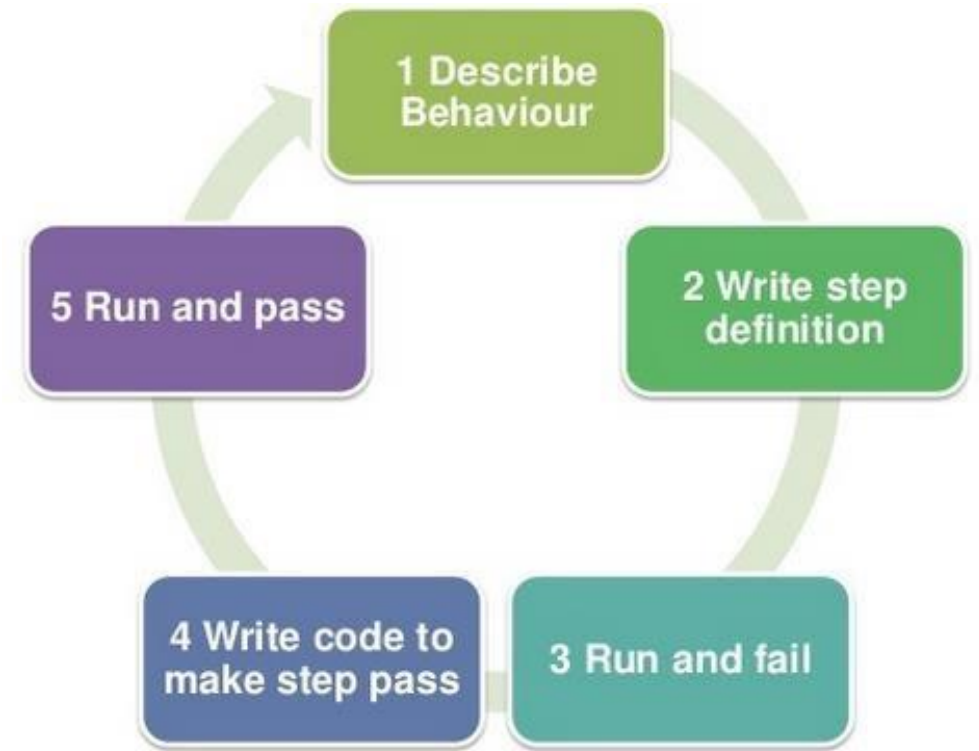 1 Describe
Behaviour
2 Write step
definition
3 Run and fail
4 Write code to
make step pass
5 Run and pass